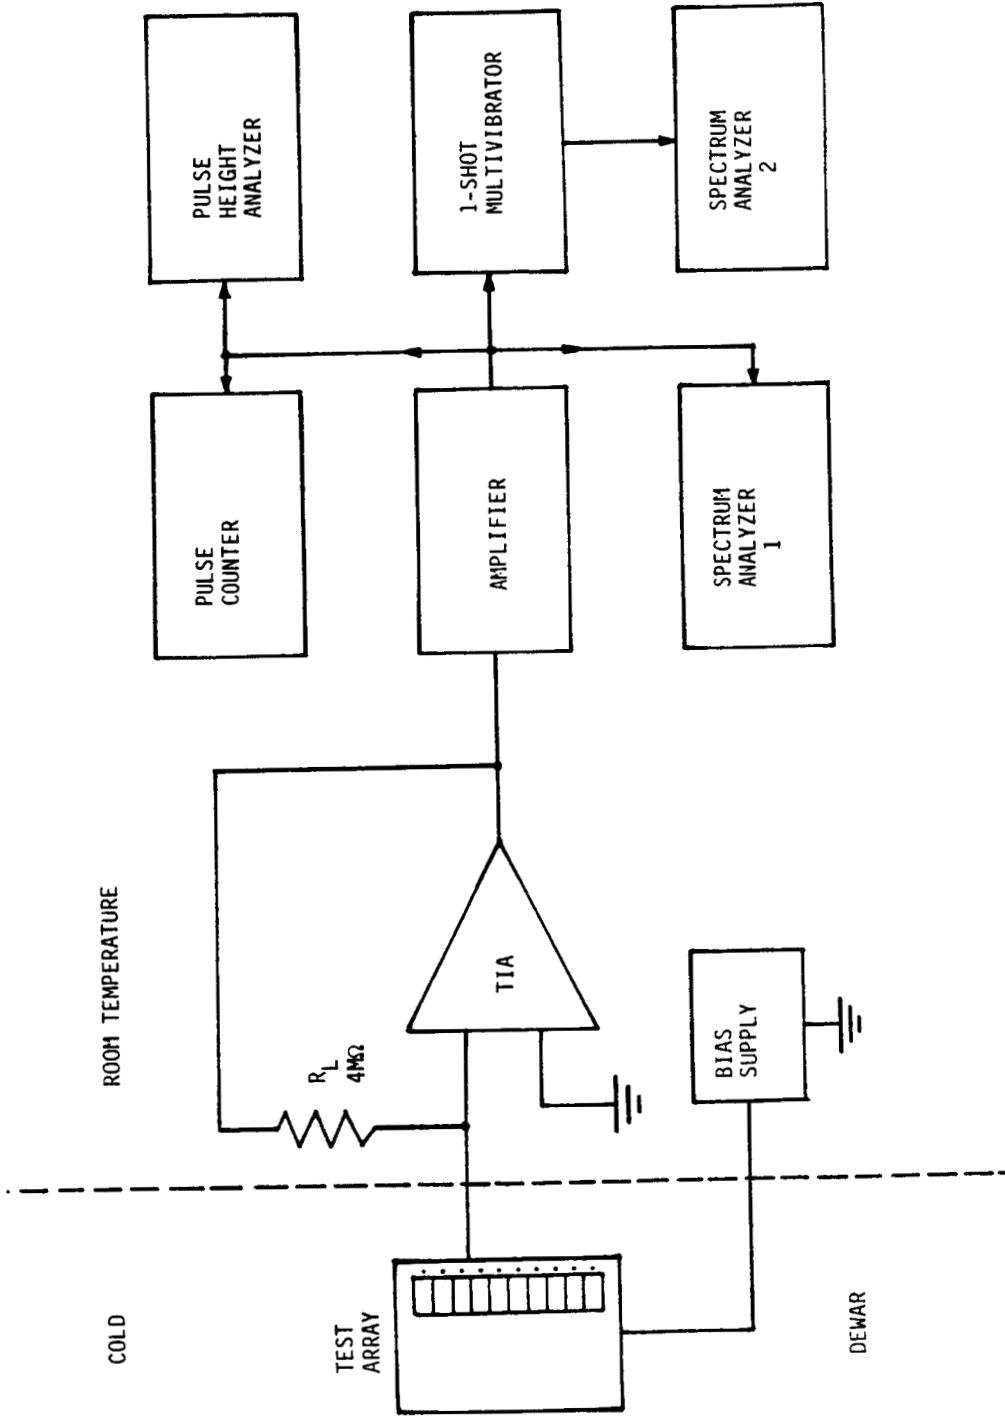 COLD
ROOM TEMPERATURE
TEST
ARRAY
DEWAR
R_L
4MΩ
TIA
BIAS
SUPPLY
PULSE
COUNTER
AMPLIFIER
SPECTRUM
ANALYZER
1
PULSE
HEIGHT
ANALYZER
1-SHOT
MULTIVIBRATOR
SPECTRUM
ANALYZER
2